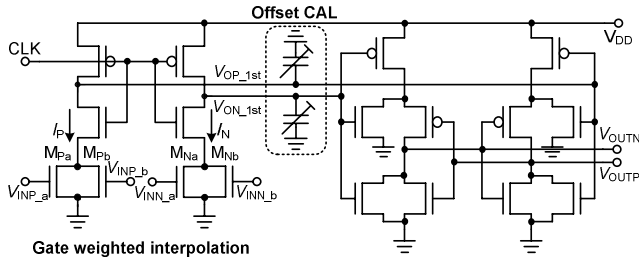 Offset CAL
V_DD
CLK
V_OP_1st
V_ON_1st
I_P
I_N
M_Pa M_Pb M_Na M_Nb
V_INP_b
V_INP_a V_INN_a V_INN_b
V_OUTN
V_OUTP
Gate weighted interpolation